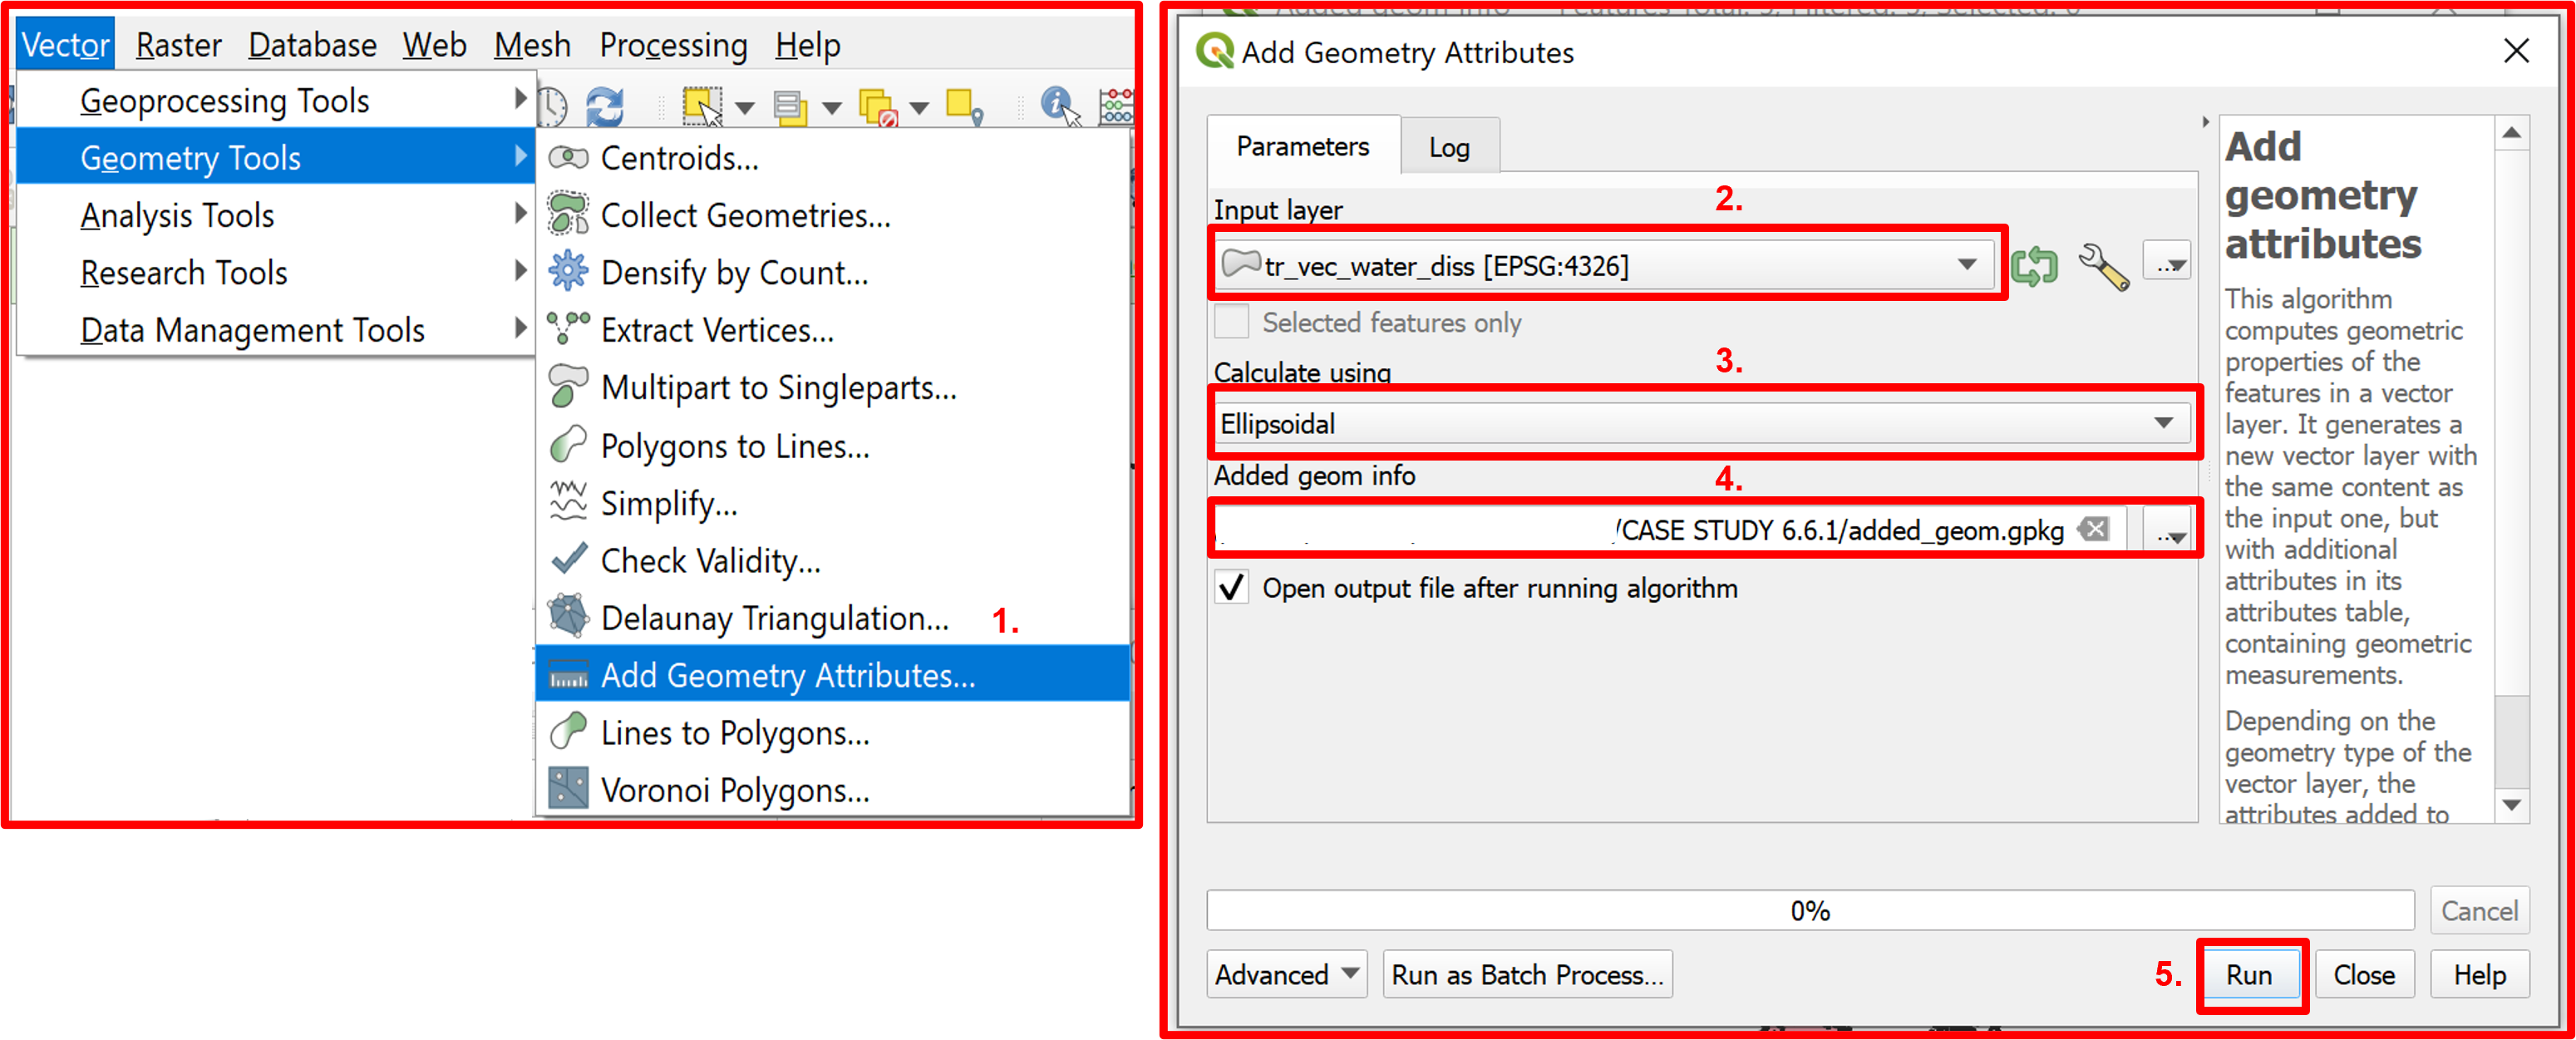 Vector Raster Database Web Mesh Processing Help
Geoprocessing Tools
Geometry Tools
Analysis Tools
Research Tools
Data Management Tools
Centroids...
Collect Geometries...
Densify by Count...
Extract Vertices...
Multipart to Singleparts...
Polygons to Lines...
Simplify...
Check Validity...
Delaunay Triangulation...
1.
Add Geometry Attributes...
Lines to Polygons...
Voronoi Polygons...
Add Geometry Attributes
Parameters Log
Input layer
2.
tr_vec_water_diss [EPSG:4326]
...
Selected features only
Calculate using
3.
Ellipsoidal
Added geom info
4.
/CASE STUDY 6.6.1/added_geom.gpkg
...
Open output file after running algorithm
Add
geometry
attributes
This algorithm
computes geometric
properties of the
features in a vector
layer. It generates a
new vector layer with
the same content as
the input one, but
with additional
attributes in its
attributes table,
containing geometric
measurements.
Depending on the
geometry type of the
vector layer, the
attributes added to
0%
Cancel
Advanced
Run as Batch Process...
5.
Run
Close
Help